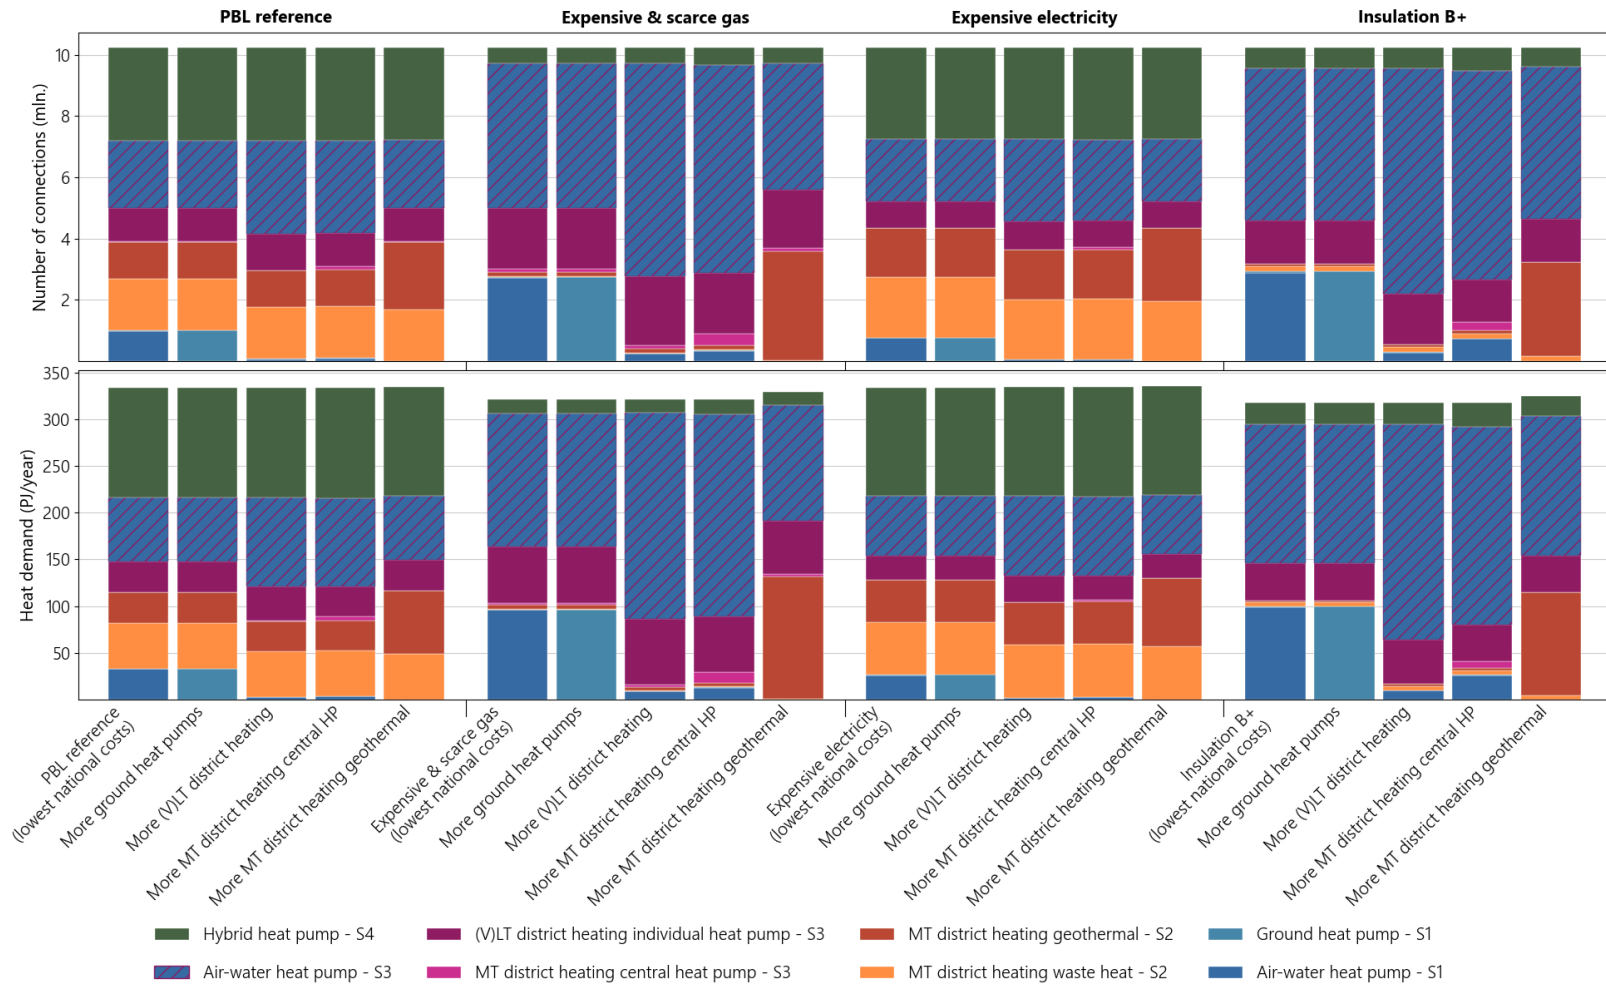 PBL reference
Expensive & scarce gas
Expensive electricity
Insulation B+
Number of connections (mln.)
10
8
6
4
2
Heat demand (PJ/year)
350
300
250
200
150
100
50
PBL reference
(lowest national costs)
More ground heat pumps
More (V)LT district heating
More MT district heating central HP
More MT district heating geothermal
Expensive & scarce gas
(lowest national costs)
More ground heat pumps
More (V)LT district heating
More MT district heating central HP
More MT district heating geothermal
Expensive electricity
(lowest national costs)
More ground heat pumps
More (V)LT district heating
More MT district heating central HP
More MT district heating geothermal
Insulation B+
(lowest national costs)
More ground heat pumps
More (V)LT district heating
More MT district heating central HP
More MT district heating geothermal
Hybrid heat pump - S4
(V)LT district heating individual heat pump - S3
MT district heating geothermal - S2
Ground heat pump - S1
Air-water heat pump - S3
MT district heating central heat pump - S3
MT district heating waste heat - S2
Air-water heat pump - S1